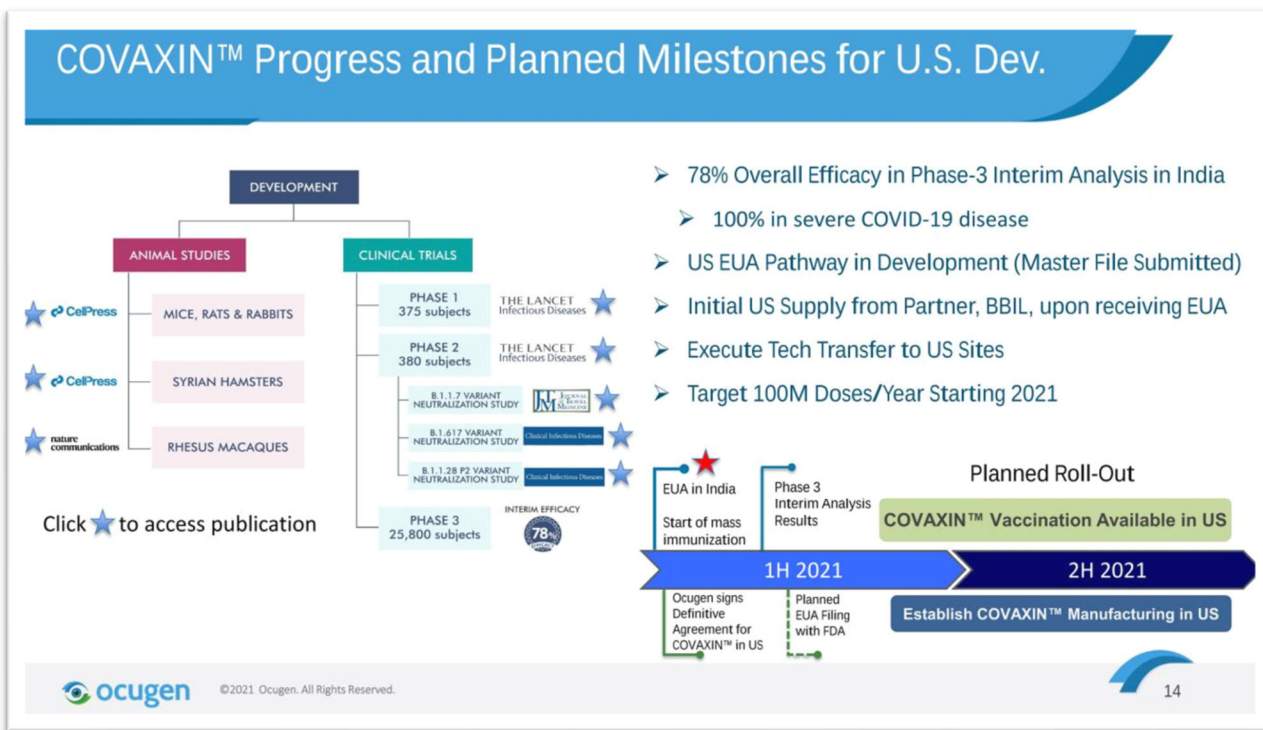 COVAXIN™ Progress and Planned Milestones for U.S. Dev.
DEVELOPMENT
ANIMAL STUDIES
CelPress
MICE, RATS & RABBITS
CelPress
SYRIAN HAMSTERS
nature
communications
RHESUS MACAQUES
Click
to access publication
CLINICAL TRIALS
PHASE 1
375 subjects
THE LANCET
Infectious Diseases
PHASE 2
380 subjects
THE LANCET
Infectious Diseases
B.1.1.7 VARIANT
NEUTRALIZATION STUDY
JTM
JOURNAL
& TRAVEL
MEDICINE
B.1.617 VARIANT
NEUTRALIZATION STUDY
Clinical Infectious Diseases
B.1.1.28 P2 VARIANT
NEUTRALIZATION STUDY
Clinical Infectious Diseases
PHASE 3
25,800 subjects
INTERIM EFFICACY
78%
EFFICACY
➢ 78% Overall Efficacy in Phase-3 Interim Analysis in India
➢ 100% in severe COVID-19 disease
➢ US EUA Pathway in Development (Master File Submitted)
➢ Initial US Supply from Partner, BBIL, upon receiving EUA
➢ Execute Tech Transfer to US Sites
➢ Target 100M Doses/Year Starting 2021
EUA in India
Start of mass
immunization
Phase 3
Interim Analysis
Results
Planned Roll-Out
COVAXIN™ Vaccination Available in US
1H 2021
2H 2021
Ocugen signs
Definitive
Agreement for
COVAXIN™ in US
Planned
EUA Filing
with FDA
Establish COVAXIN™ Manufacturing in US
ocugen
©2021 Ocugen. All Rights Reserved.
14